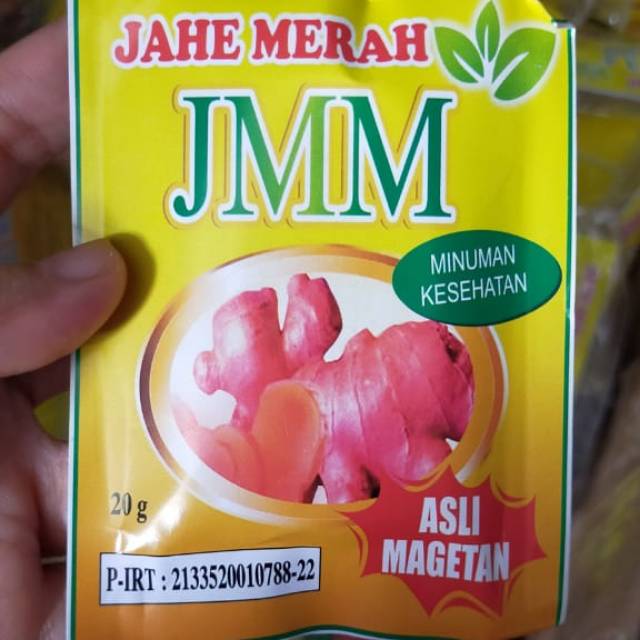 JAHE MERAH
JMM
MINUMAN
KESEHATAN
20 g
ASLI
MAGETAN
P-IRT : 2133520010788-22